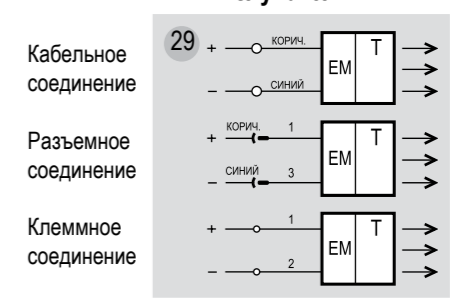 29
Кабельное
соединение
+ КОРИЧ.
– СИНИЙ
EM T
Разъемное
соединение
+ КОРИЧ. 1
– СИНИЙ 3
EM T
Клеммное
соединение
+ 1
– 2
EM T